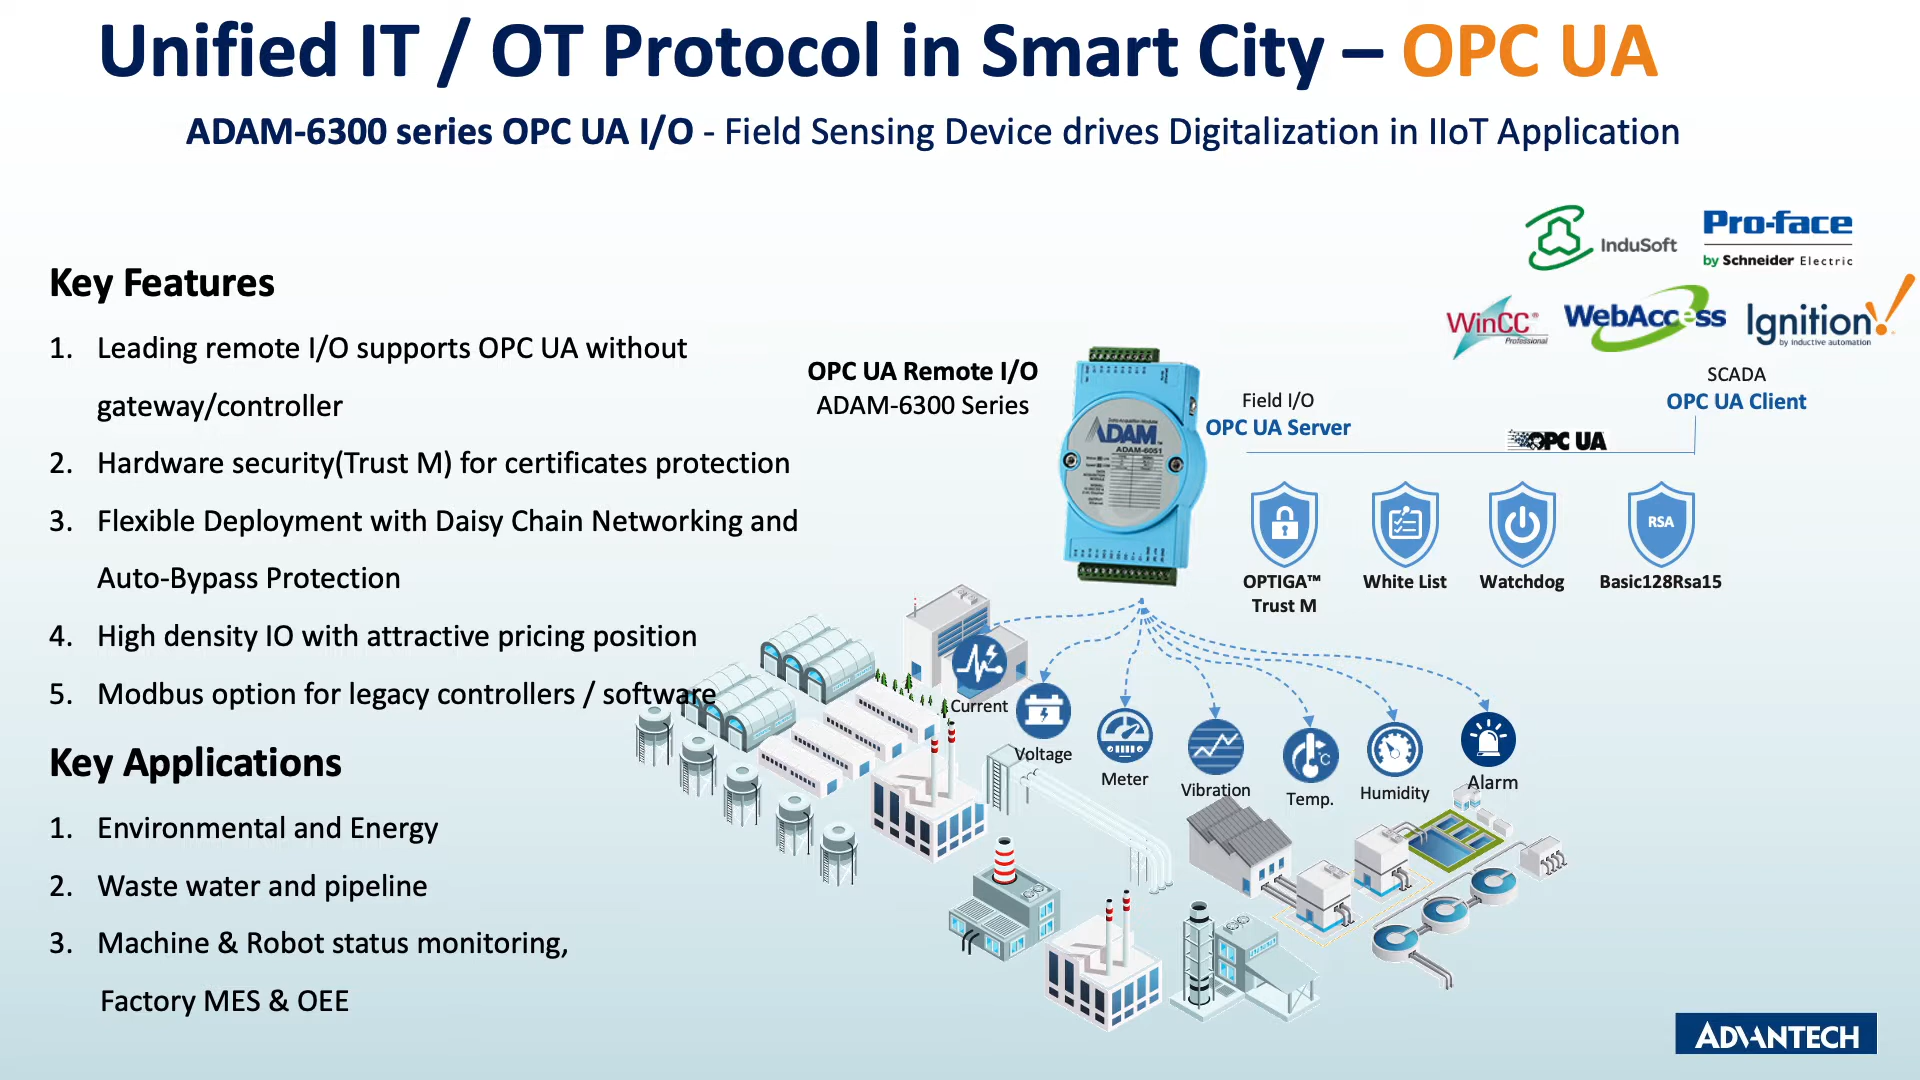 Unified IT / OT Protocol in Smart City – OPC UA
ADAM-6300 series OPC UA I/O - Field Sensing Device drives Digitalization in IIoT Application
Key Features
1. Leading remote I/O supports OPC UA without
gateway/controller
2. Hardware security(Trust M) for certificates protection
3. Flexible Deployment with Daisy Chain Networking and
Auto-Bypass Protection
4. High density IO with attractive pricing position
5. Modbus option for legacy controllers / software
Key Applications
1. Environmental and Energy
2. Waste water and pipeline
3. Machine & Robot status monitoring,
Factory MES & OEE
InduSoft
Pro-face
by Schneider Electric
WinCC®
Professional
WebAccess
Ignition!
by inductive automation
SCADA
OPC UA Client
OPC UA Remote I/O
ADAM-6300 Series
ADAM
ADAM-6051
Field I/O
OPC UA Server
OPC UA
RSA
OPTIGA™
Trust M
White List
Watchdog
Basic128Rsa15
Current
Voltage
Meter
Vibration
°C
Temp.
Humidity
Alarm
ADVANTECH